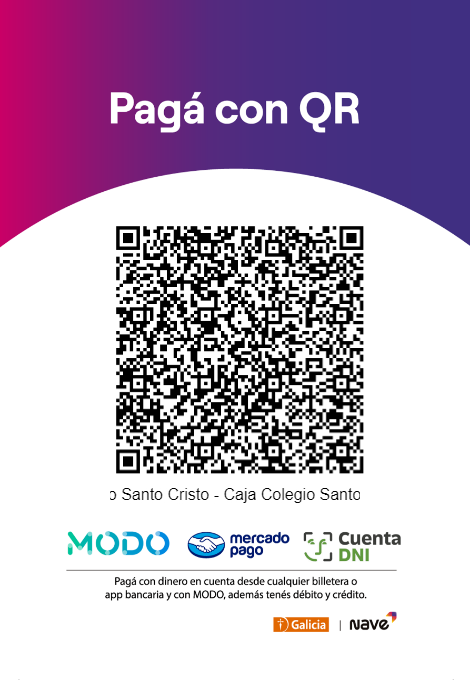 Pagá con QR
o Santo Cristo - Caja Colegio Santo
MODO
mercado
pago
Cuenta
DNI
Pagá con dinero en cuenta desde cualquier billetera o
app bancaria y con MODO, además tenés débito y crédito.
Galicia | nave